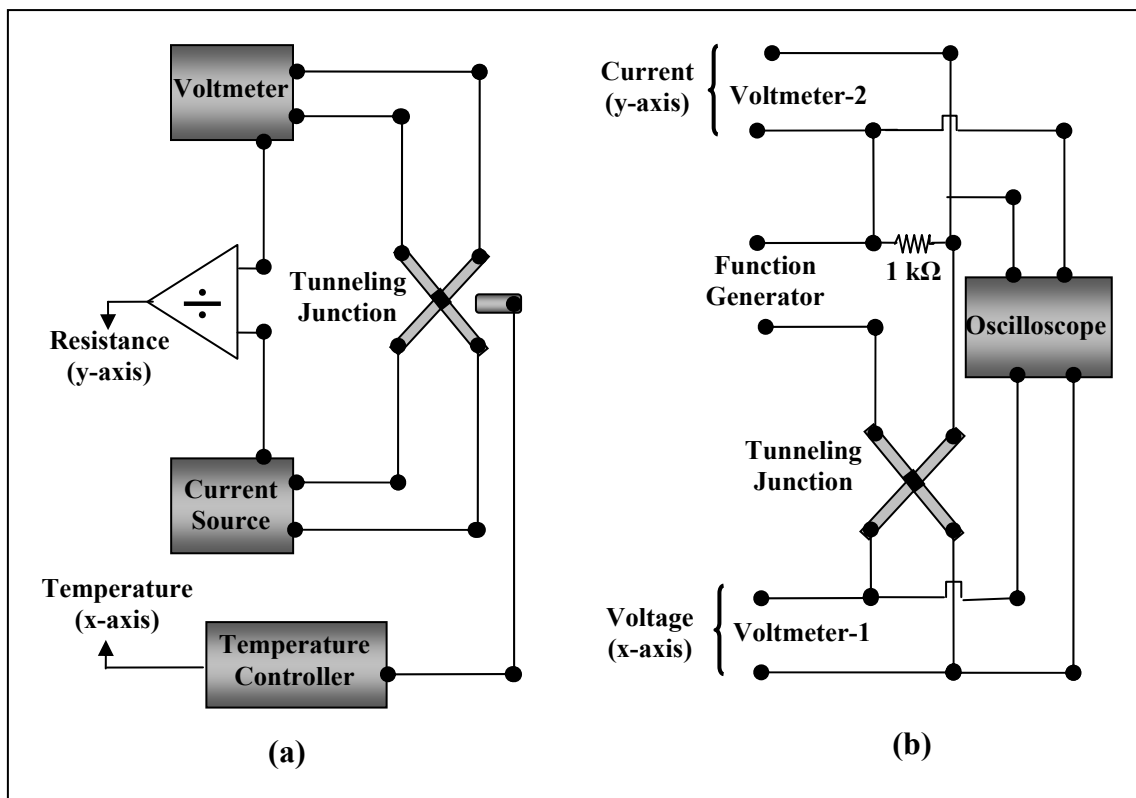 Voltmeter
Tunneling
Junction
÷
Resistance
(y-axis)
Current
Source
Temperature
(x-axis)
Temperature
Controller
(a)
Current
(y-axis)
Voltmeter-2
1 kΩ
Function
Generator
Oscilloscope
Tunneling
Junction
Voltage
(x-axis)
Voltmeter-1
(b)